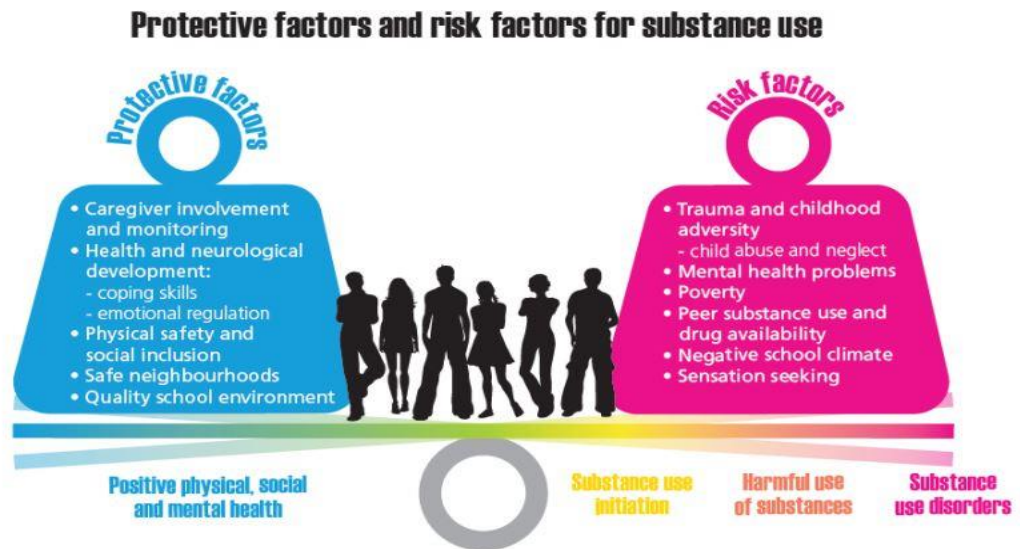 Protective factors and risk factors for substance use
Protective factors
• Caregiver involvement
and monitoring
• Health and neurological
development:
- coping skills
- emotional regulation
• Physical safety and
social inclusion
• Safe neighbourhoods
• Quality school environment
Risk factors
• Trauma and childhood
adversity
- child abuse and neglect
• Mental health problems
• Poverty
• Peer substance use and
drug availability
• Negative school climate
• Sensation seeking
Positive physical, social
and mental health
Substance use
initiation
Harmful use
of substances
Substance
use disorders